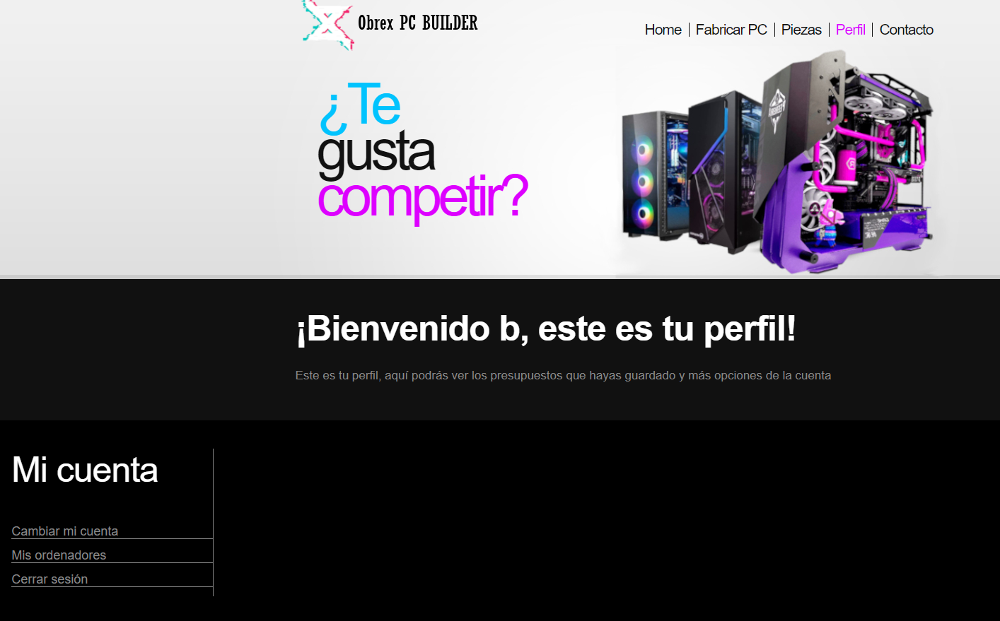 Obrex PC BUILDER
Home | Fabricar PC | Piezas | Perfil | Contacto
¿Te
gusta
competir?
¡Bienvenido b, este es tu perfil!
Este es tu perfil, aquí podrás ver los presupuestos que hayas guardado y más opciones de la cuenta
Mi cuenta
Cambiar mi cuenta
Mis ordenadores
Cerrar sesión